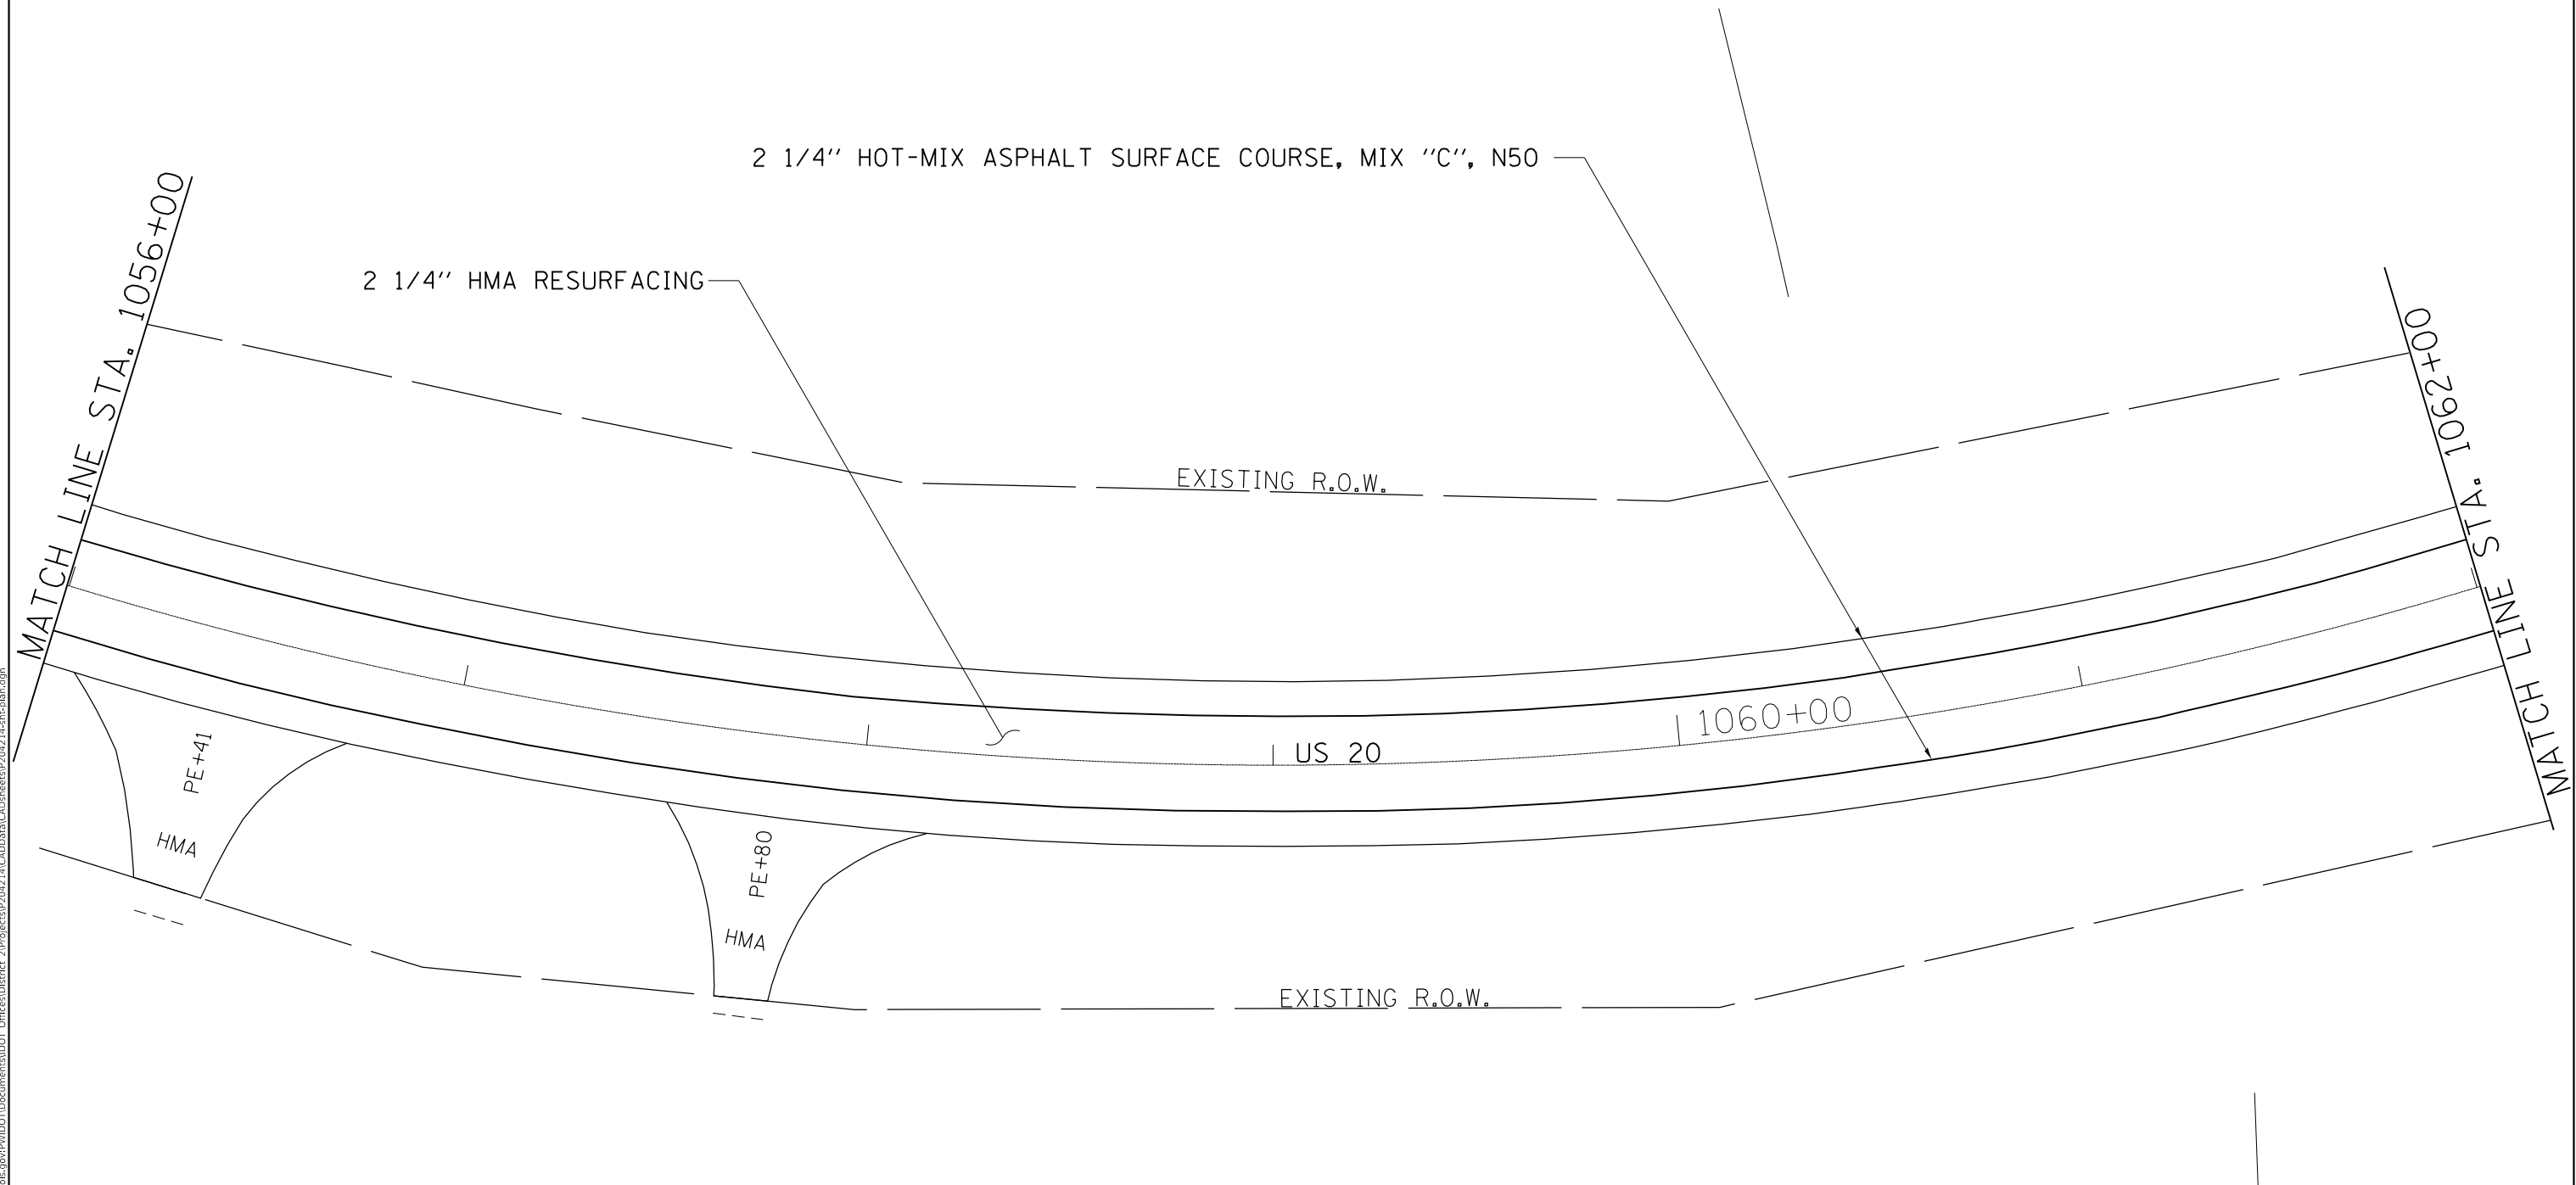 2 1/4" HOT-MIX ASPHALT SURFACE COURSE, MIX "C", N50
2 1/4" HMA RESURFACING
MATCH LINE STA. 1056+00
MATCH LINE STA. 1062+00
EXISTING R.O.W.
1060+00
US 20
PE+41
HMA
PE+80
HMA
EXISTING R.O.W.